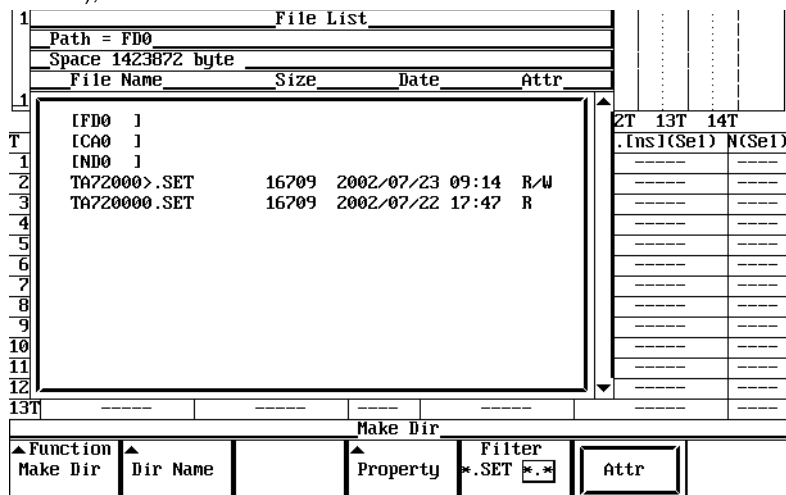 1 File List
Path = FD0
Space 1423872 byte
File Name Size Date Attr
1
[FD0 ]
[CA0 ]
[ND0 ]
TA72000>.SET 16709 2002/07/23 09:14 R/W
TA720000.SET 16709 2002/07/22 17:47 R
2T 13T 14T
T .[ns](Sel) N(Sel)
1 ----- ----
2 ----- ----
3 ----- ----
4 ----- ----
5 ----- ----
6 ----- ----
7 ----- ----
8 ----- ----
9 ----- ----
10 ----- ----
11 ----- ----
12 ----- ----
13T ----- ----- ---- ----- ----- ----
Make Dir
Function
Make Dir
Dir Name
Property
Filter
*.SET *.*
Attr